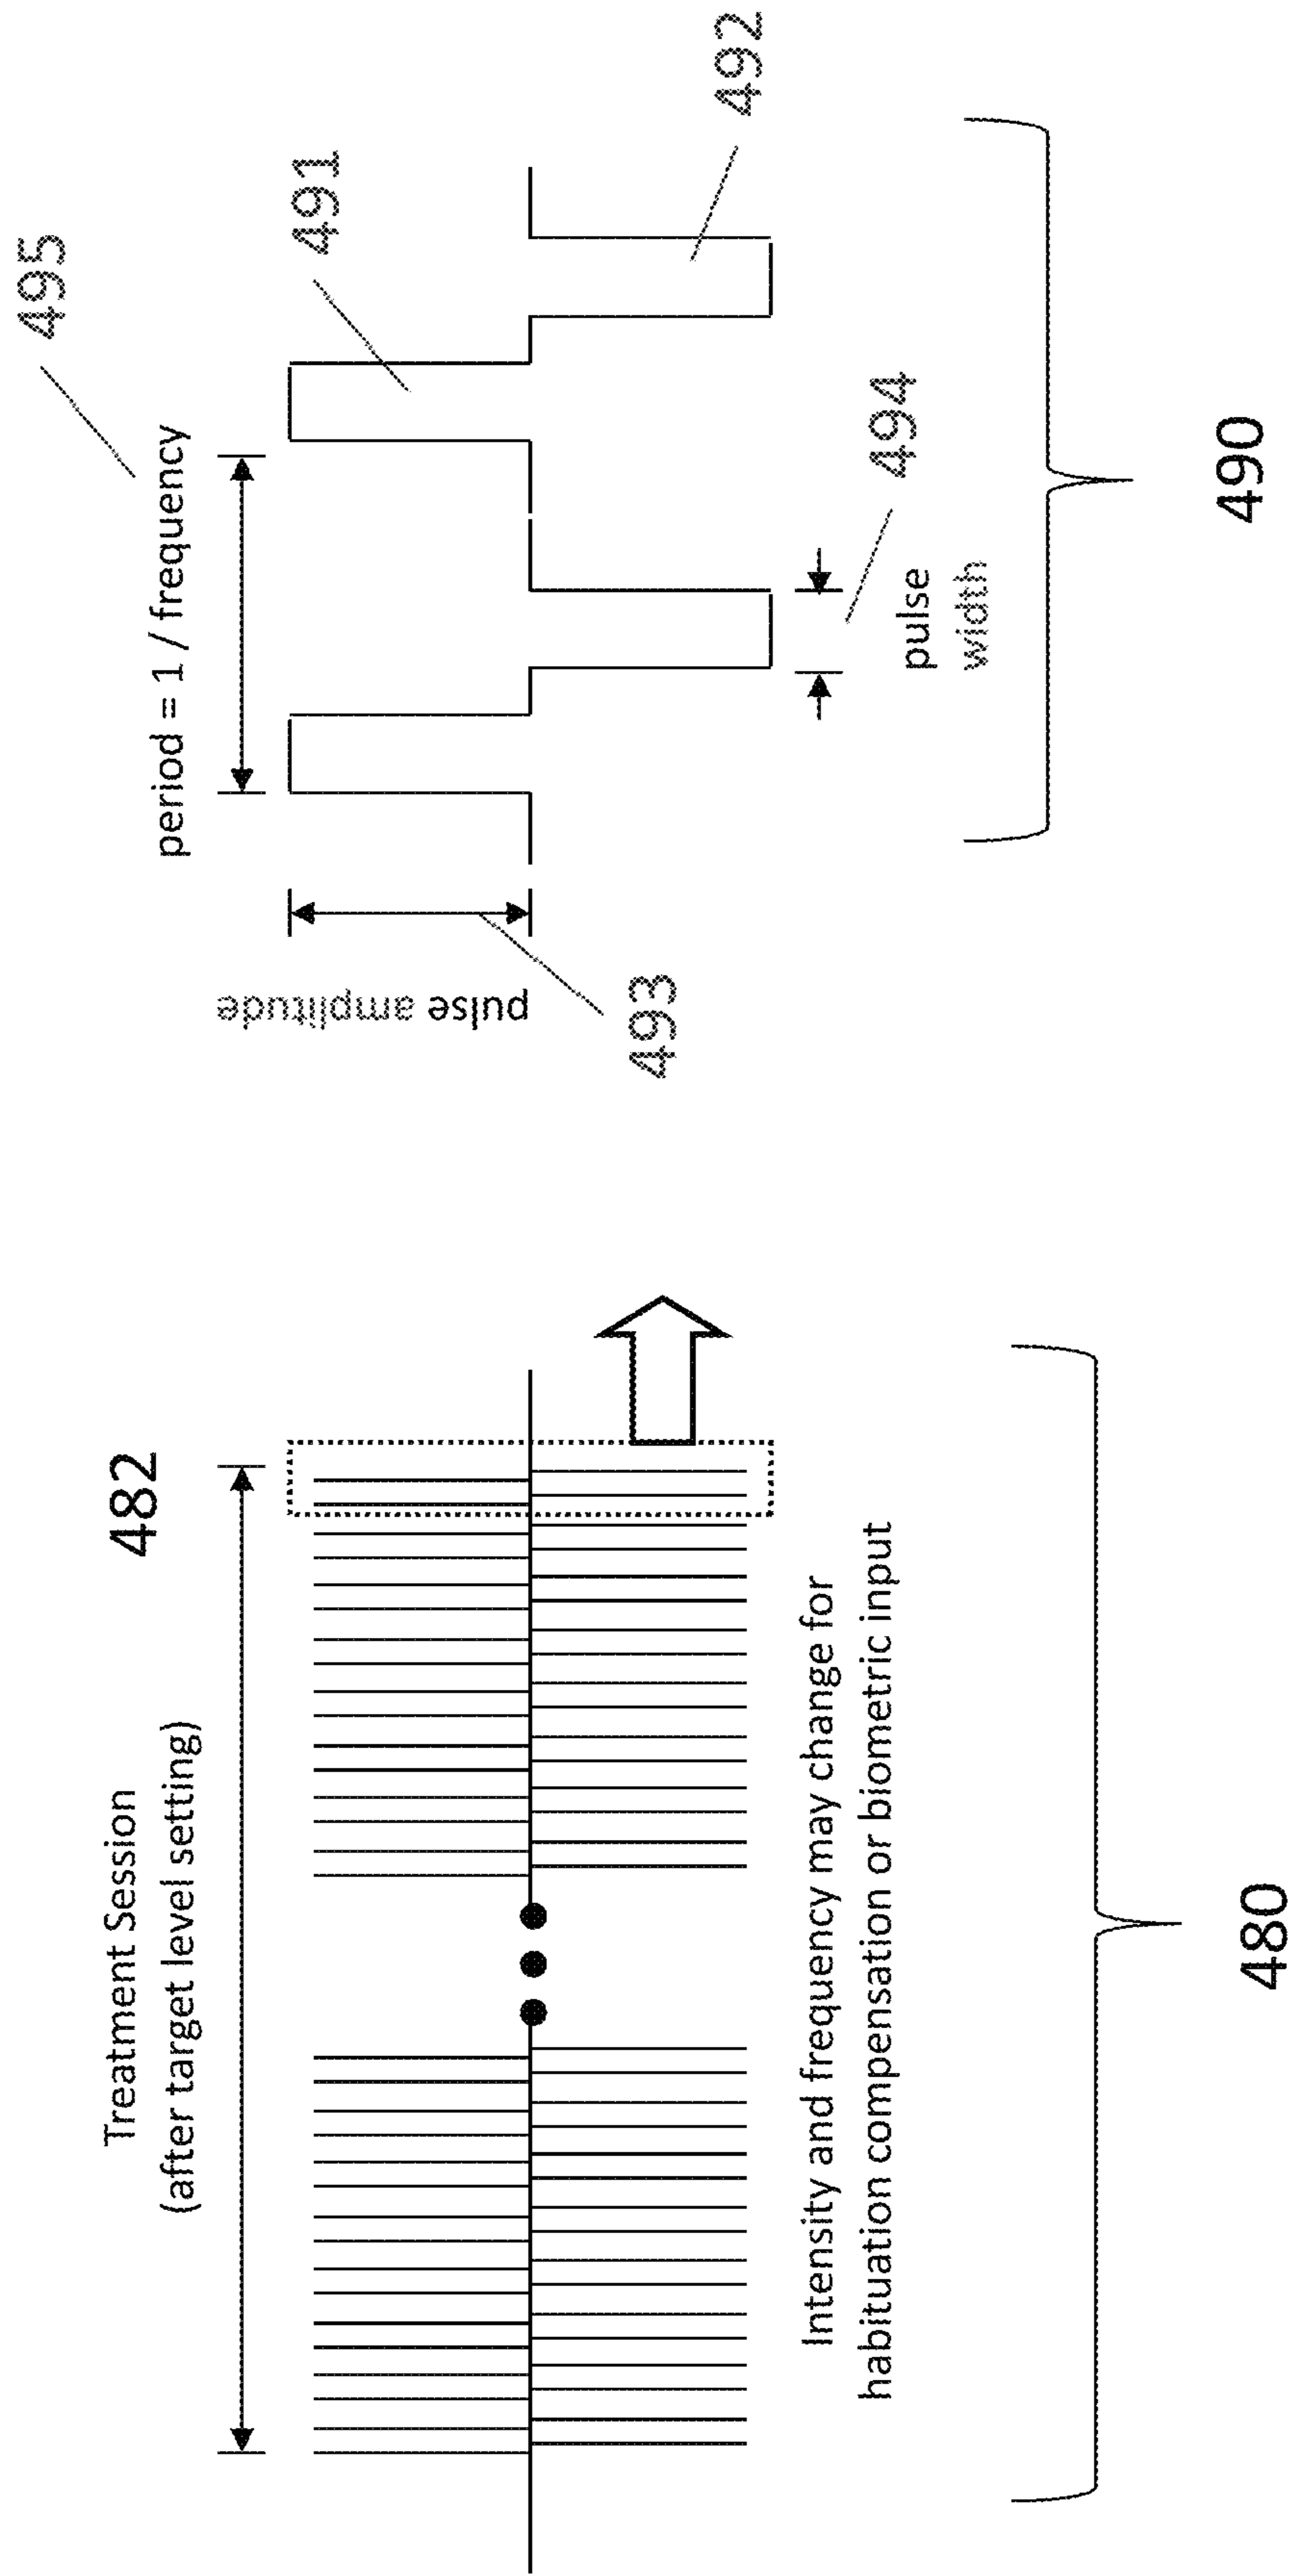 Treatment Session
(after target level setting)
482
Intensity and frequency may change for
habituation compensation or biometric input
480
495
period = 1 / frequency
491
pulse amplitude
493
492
494
pulse
width
490